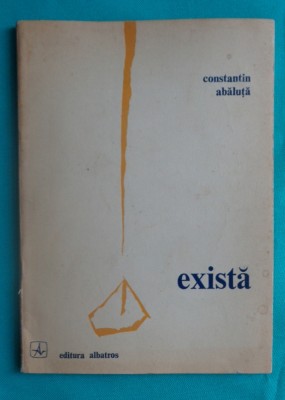 constantin
abăluță
există
editura albatros